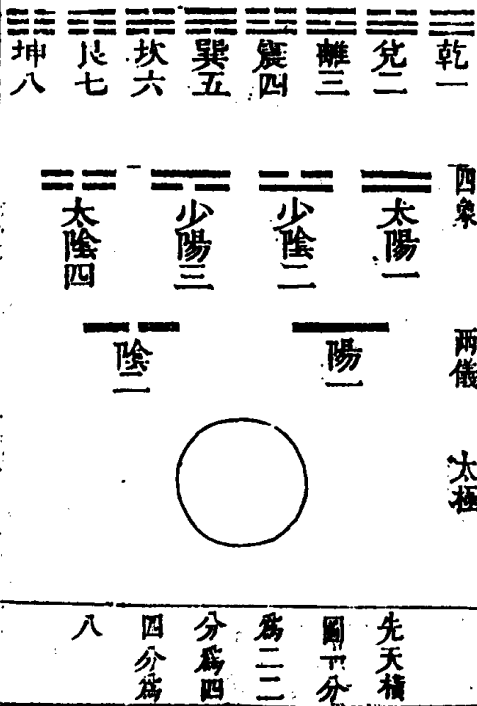 乾一
兌二
離三
震四
巽五
坎六
艮七
坤八
四象
太陽一
少陰二
少陽三
太陰四
兩儀
陽一
陰二
太極
先天橫
圖一分
爲二二
分爲四
四分爲
八